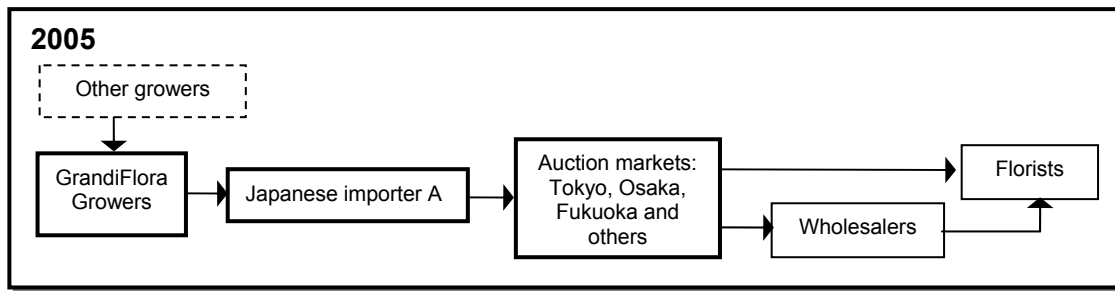 2005
Other growers
GrandiFlora
Growers
Japanese importer A
Auction markets:
Tokyo, Osaka,
Fukuoka and
others
Florists
Wholesalers